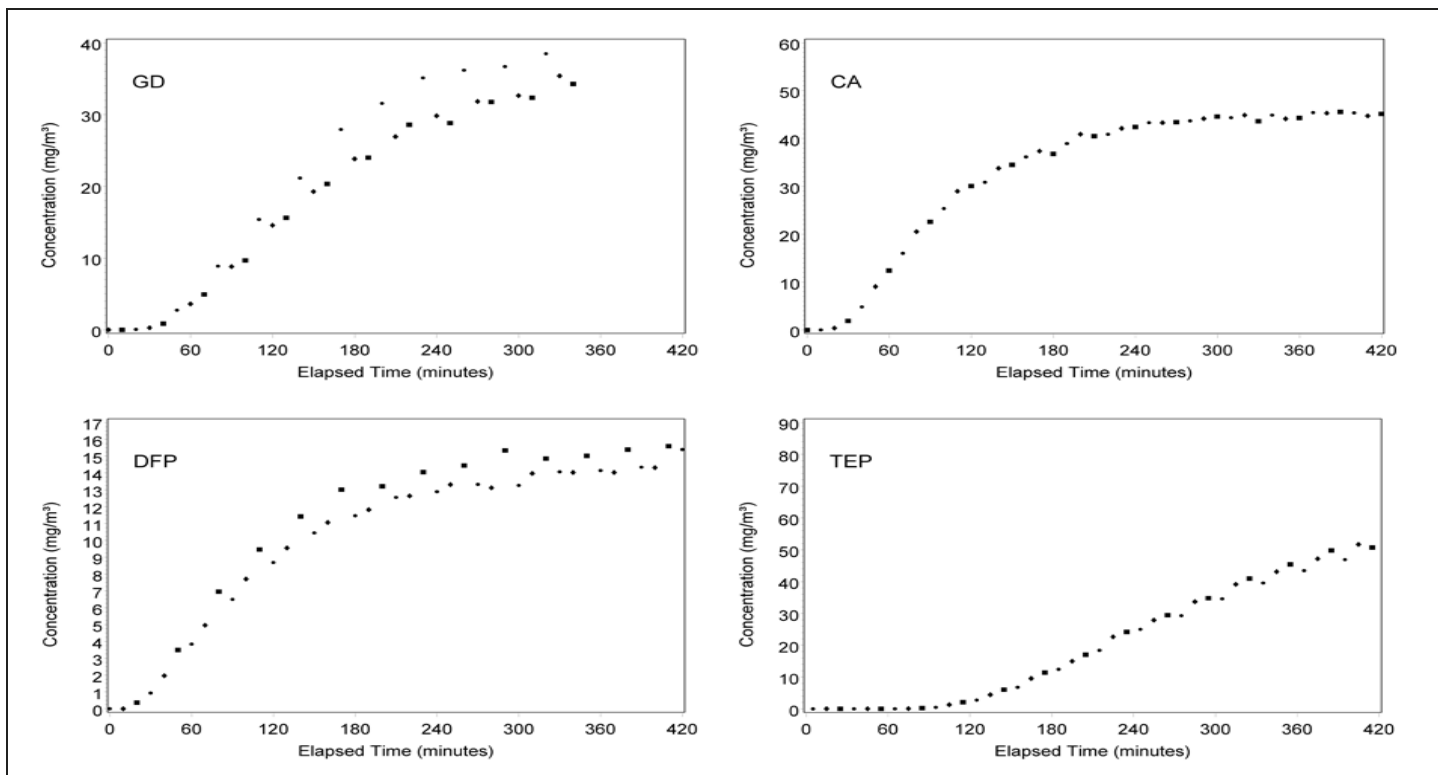 GD
Concentration (mg/m³)
40
30
20
10
0
0 60 120 180 240 300 360 420
Elapsed Time (minutes)
CA
Concentration (mg/m³)
60
50
40
30
20
10
0
0 60 120 180 240 300 360 420
Elapsed Time (minutes)
DFP
Concentration (mg/m³)
17
16
15
14
13
12
11
10
9
8
7
6
5
4
3
2
1
0
0 60 120 180 240 300 360 420
Elapsed Time (minutes)
TEP
Concentration (mg/m³)
90
80
70
60
50
40
30
20
10
0
0 60 120 180 240 300 360 420
Elapsed Time (minutes)